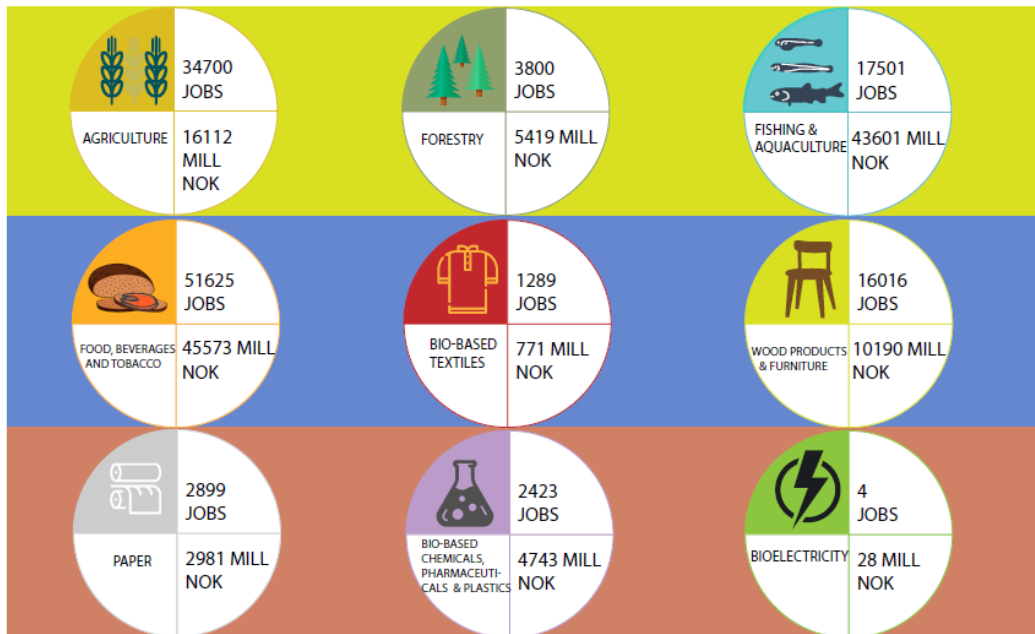 34700
JOBS
AGRICULTURE
16112
MILL
NOK
3800
JOBS
FORESTRY
5419 MILL
NOK
17501
JOBS
FISHING &
AQUACULTURE
43601 MILL
NOK
51625
JOBS
FOOD, BEVERAGES
AND TOBACCO
45573 MILL
NOK
1289
JOBS
BIO-BASED
TEXTILES
771 MILL
NOK
16016
JOBS
WOOD PRODUCTS
& FURNITURE
10190 MILL
NOK
2899
JOBS
PAPER
2981 MILL
NOK
2423
JOBS
BIO-BASED
CHEMICALS,
PHARMACEUTI-
CALS & PLASTICS
4743 MILL
NOK
4
JOBS
BIOELECTRICITY
28 MILL
NOK